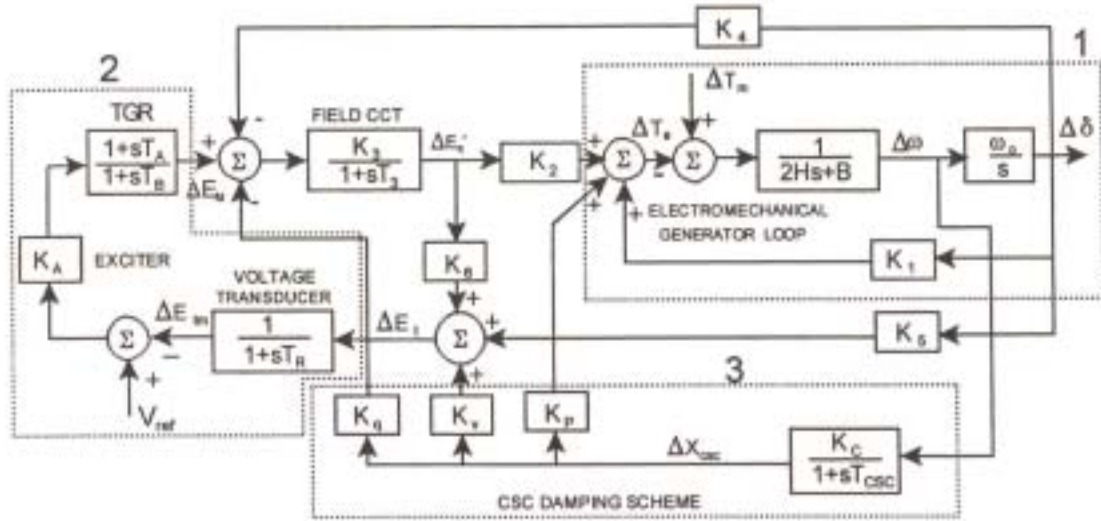 K4
1
2
ΔTm
TGR
1+sTA
1+sTB
ΔEu
FIELD CCT
K3
1+sT3
ΔEq'
K2
ΔTe
Σ
Σ
Σ
1
2Hs+B
Δω
ωo
s
Δδ
+
-
-
+
+
+
+
-
ELECTROMECHANICAL
GENERATOR LOOP
K1
KA
EXCITER
VOLTAGE
TRANSDUCER
K6
ΔEtm
1
1+sTR
ΔEt
Σ
Σ
+
+
+
-
+
K5
Vref
3
Kq
Kv
Kp
ΔXcsc
KC
1+sTCSC
CSC DAMPING SCHEME